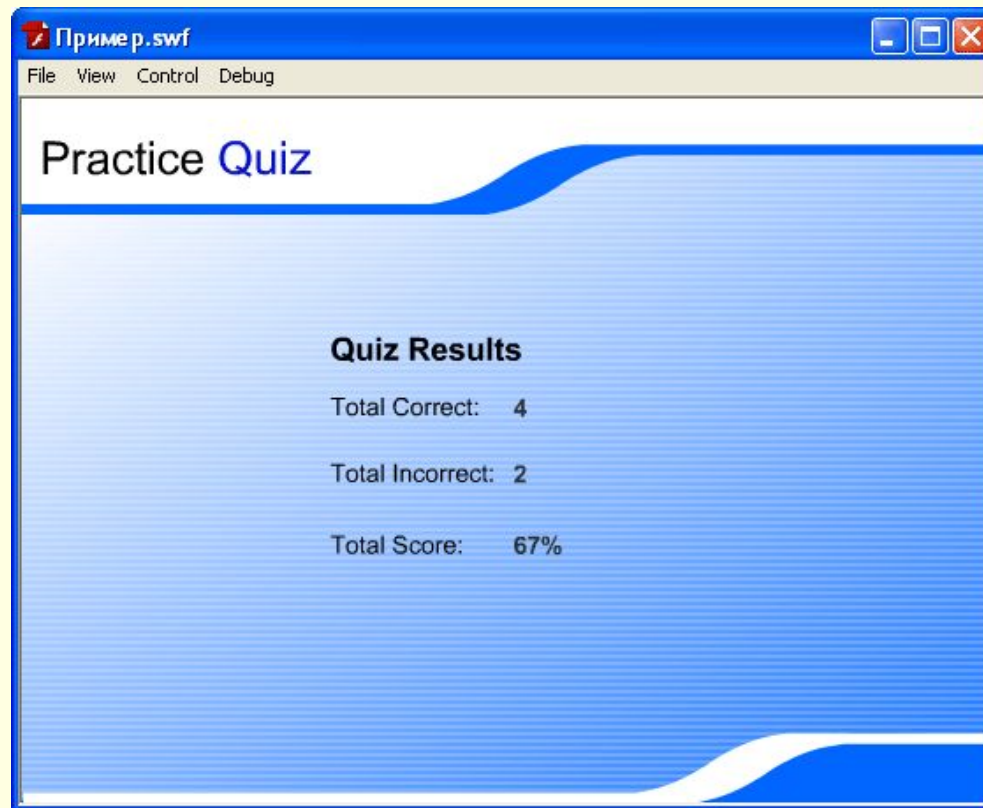 Пример.swf
File View Control Debug
Practice Quiz
Quiz Results
Total Correct: 4
Total Incorrect: 2
Total Score: 67%